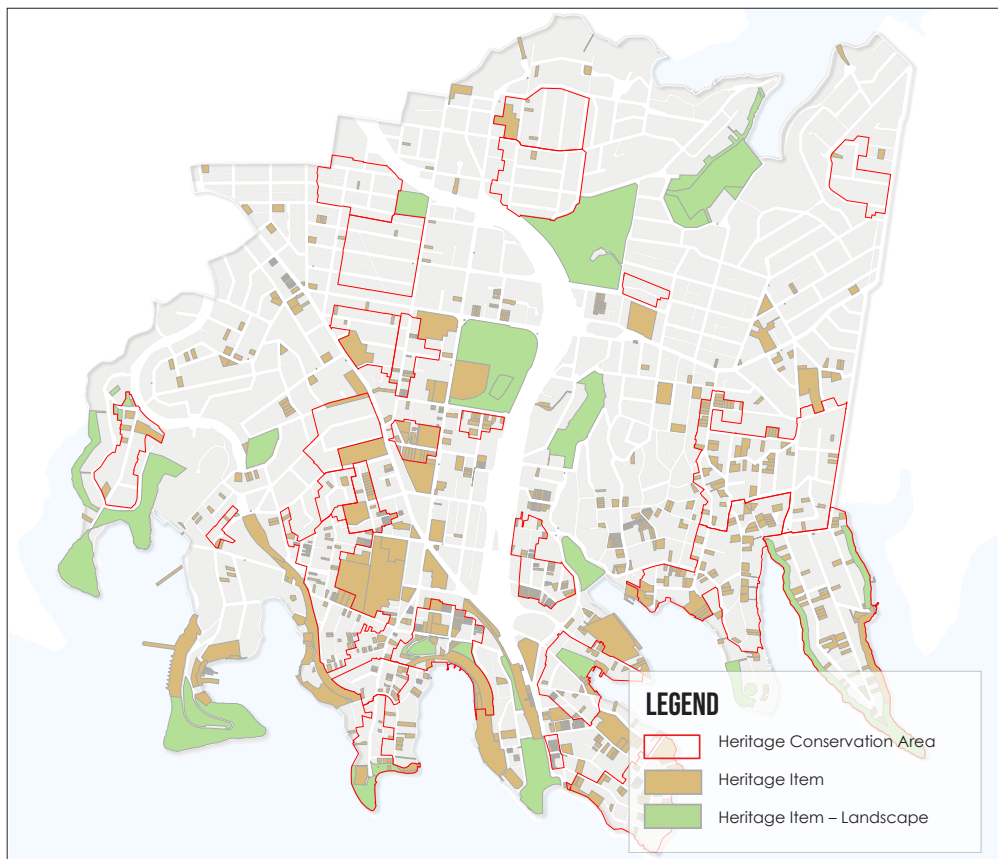 LEGEND
Heritage Conservation Area
Heritage Item
Heritage Item – Landscape